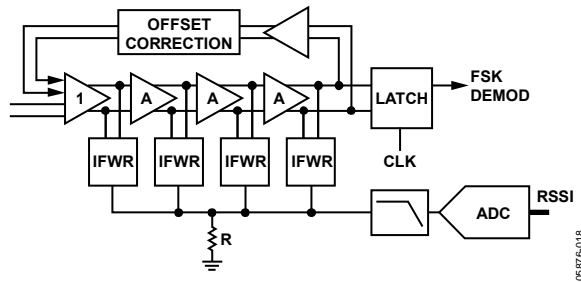 OFFSET
CORRECTION
1
A
A
A
LATCH
FSK
DEMOD
IFWR
IFWR
IFWR
IFWR
CLK
R
ADC
RSSI
05876-018